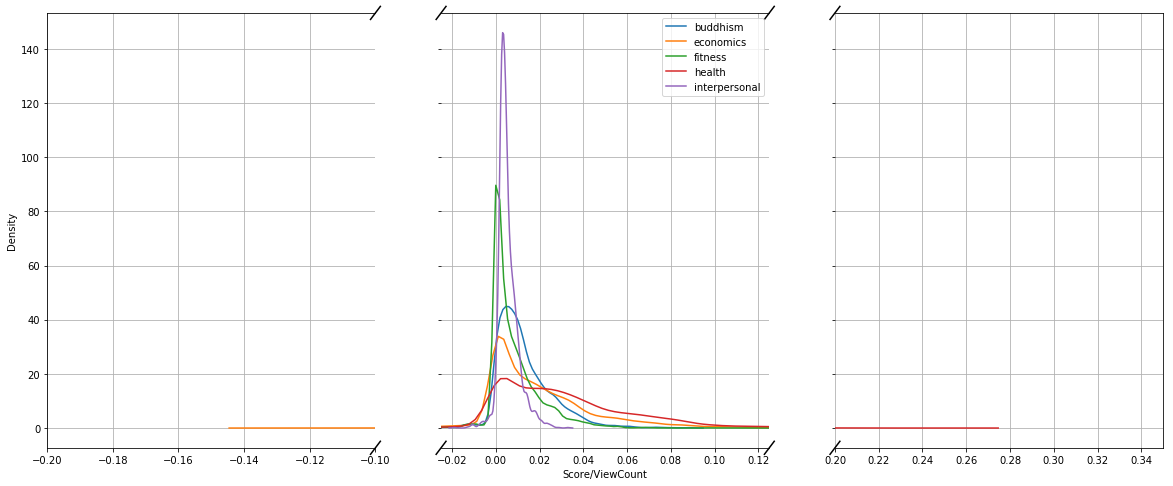 buddhism
economics
fitness
health
interpersonal
140
120
100
80
60
40
20
0
Density
−0.20 −0.18 −0.16 −0.14 −0.12 −0.10
−0.02 0.00 0.02 0.04 0.06 0.08 0.10 0.12
0.20 0.22 0.24 0.26 0.28 0.30 0.32 0.34
Score/ViewCount